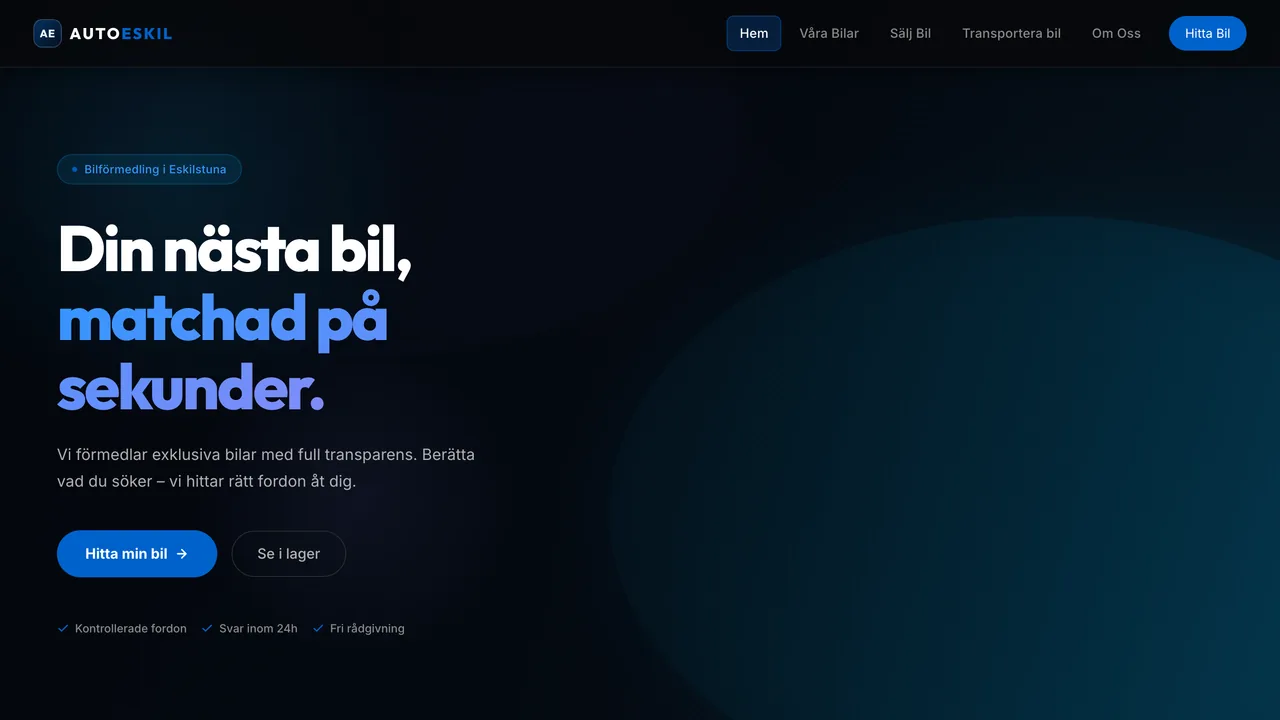 AE AUTOESKIL
Hem Våra Bilar Sälj Bil Transportera bil Om Oss Hitta Bil
Bilförmedling i Eskilstuna
Din nästa bil,
matchad på
sekunder.
Vi förmedlar exklusiva bilar med full transparens. Berätta
vad du söker – vi hittar rätt fordon åt dig.
Hitta min bil → Se i lager
Kontrollerade fordon Svar inom 24h Fri rådgivning